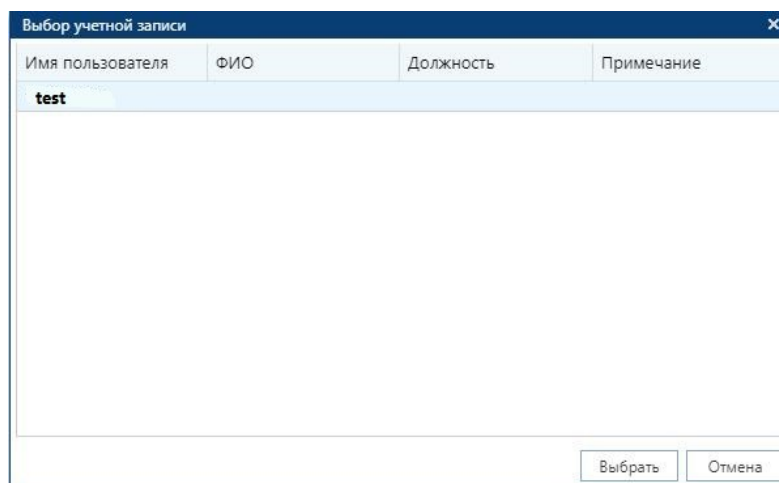 Выбор учетной записи
Имя пользователя ФИО Должность Примечание
test
Выбрать Отмена